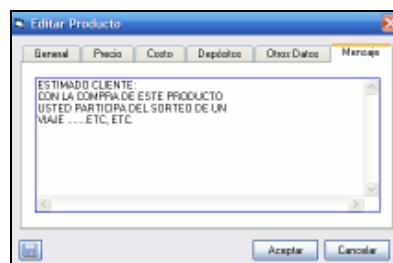 Editar Producto
General Precio Costo Depósitos Otros Datos Mensaje
ESTIMADO CLIENTE:
CON LA COMPRA DE ESTE PRODUCTO
USTED PARTICIPA DEL SORTEO DE UN
VIAJE .......ETC, ETC.
Aceptar Cancelar